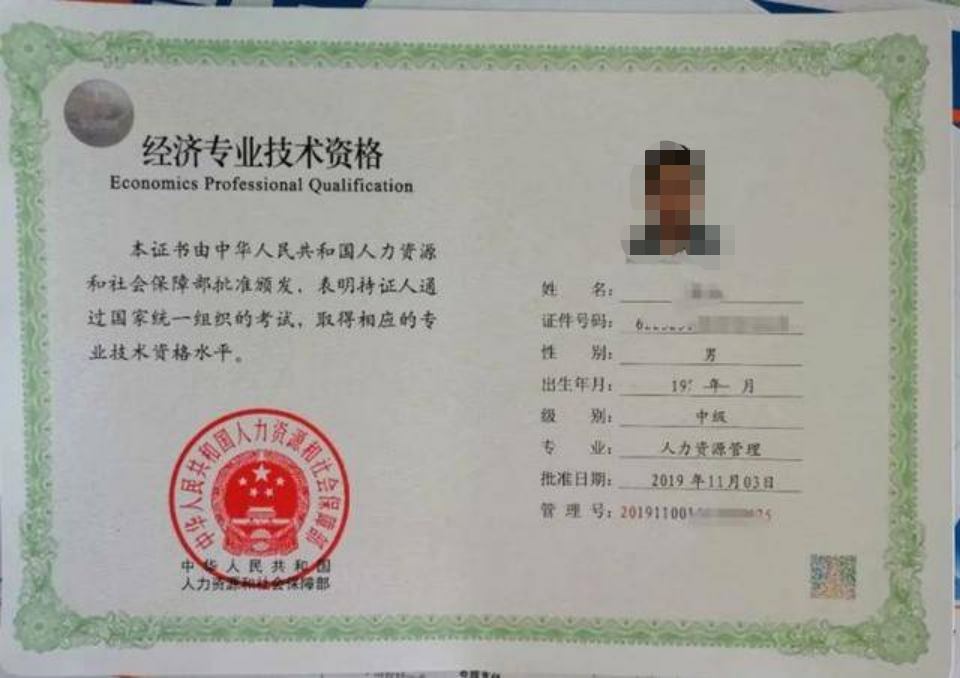 经济专业技术资格
Economics Professional Qualification
本证书由中华人民共和国人力资源
和社会保障部批准颁发，表明持证人通
过国家统一组织的考试，取得相应的专
业技术资格水平。
中华人民共和国人力资源和社会保障部
中华人民共和国
人力资源和社会保障部
姓 名：
证件号码：
性 别：男
出生年月：19 年 月
级 别：中级
专 业：人力资源管理
批准日期：2019 年11月03日
管 理 号：20191100